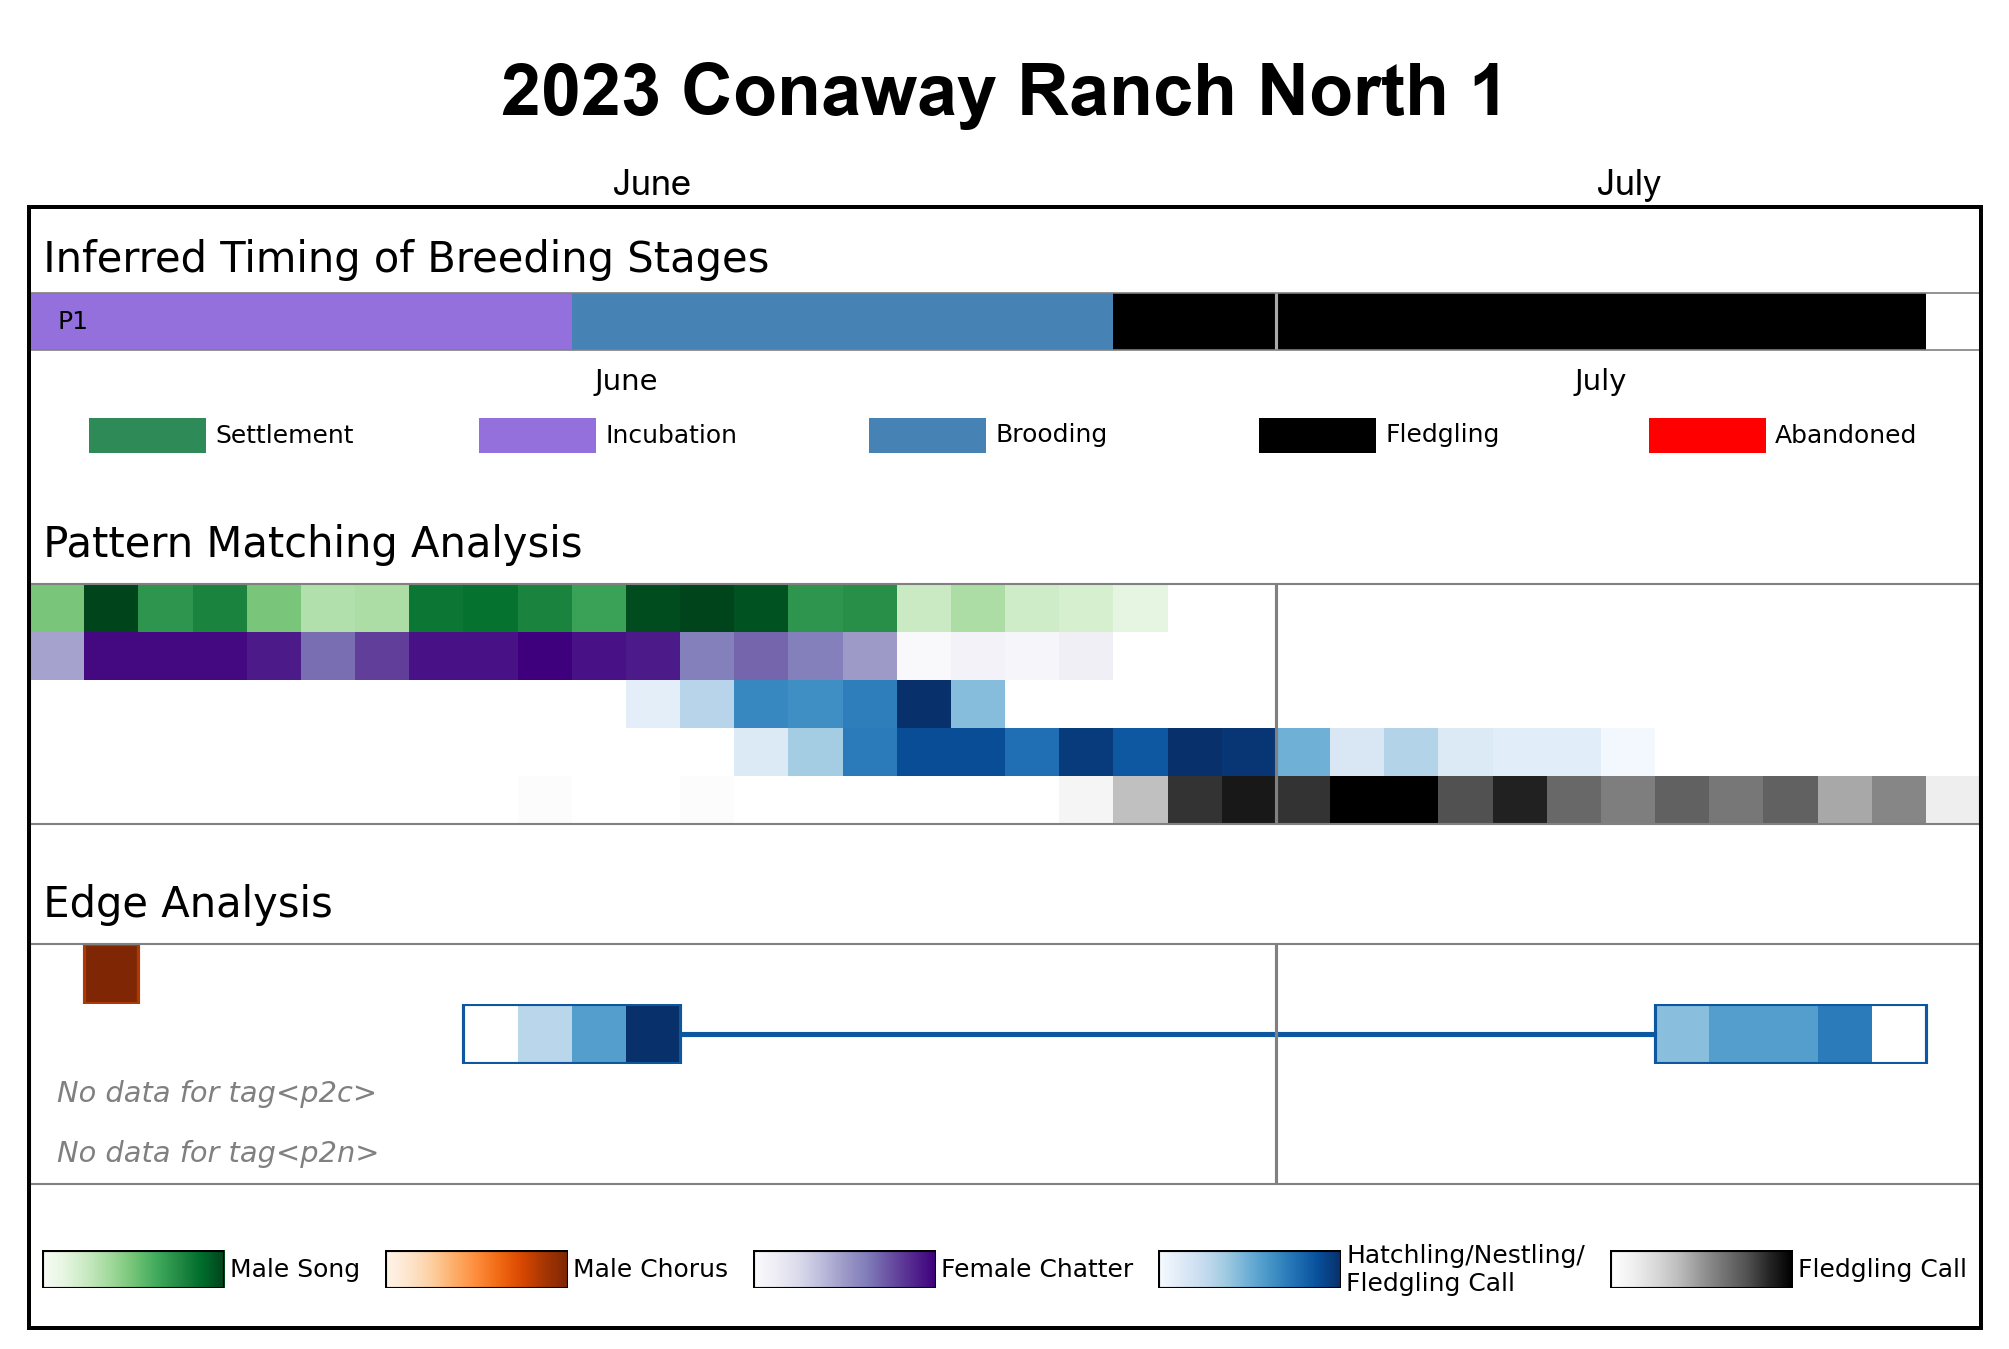 2023 Conaway Ranch North 1
June July
Inferred Timing of Breeding Stages
P1
June July
Settlement Incubation Brooding Fledgling Abandoned
Pattern Matching Analysis
Edge Analysis
No data for tag<p2c>
No data for tag<p2n>
Male Song Male Chorus Female Chatter Hatchling/Nestling/
Fledgling Call Fledgling Call